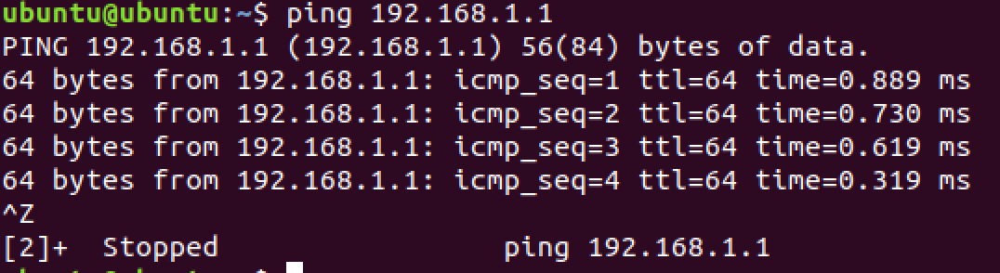 ubuntu@ubuntu:~$ ping 192.168.1.1
PING 192.168.1.1 (192.168.1.1) 56(84) bytes of data.
64 bytes from 192.168.1.1: icmp_seq=1 ttl=64 time=0.889 ms
64 bytes from 192.168.1.1: icmp_seq=2 ttl=64 time=0.730 ms
64 bytes from 192.168.1.1: icmp_seq=3 ttl=64 time=0.619 ms
64 bytes from 192.168.1.1: icmp_seq=4 ttl=64 time=0.319 ms
^Z
[2]+  Stopped                 ping 192.168.1.1